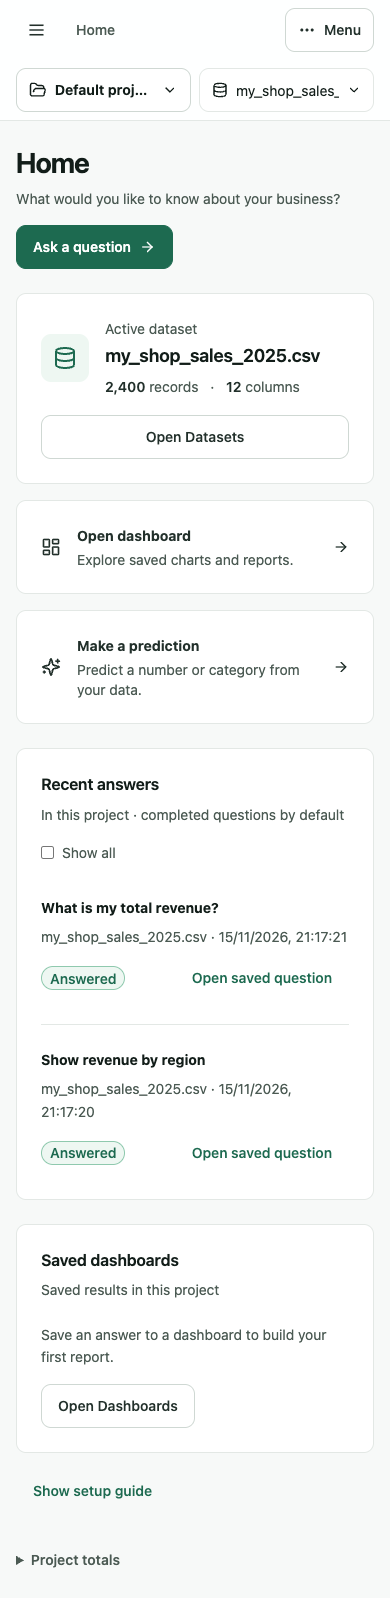 Home
Menu
Default proj...
my_shop_sales_
Home
What would you like to know about your business?
Ask a question
Active dataset
my_shop_sales_2025.csv
2,400 records · 12 columns
Open Datasets
Open dashboard
Explore saved charts and reports.
Make a prediction
Predict a number or category from
your data.
Recent answers
In this project · completed questions by default
Show all
What is my total revenue?
my_shop_sales_2025.csv · 15/11/2026, 21:17:21
Answered
Open saved question
Show revenue by region
my_shop_sales_2025.csv · 15/11/2026,
21:17:20
Answered
Open saved question
Saved dashboards
Saved results in this project
Save an answer to a dashboard to build your
first report.
Open Dashboards
Show setup guide
Project totals